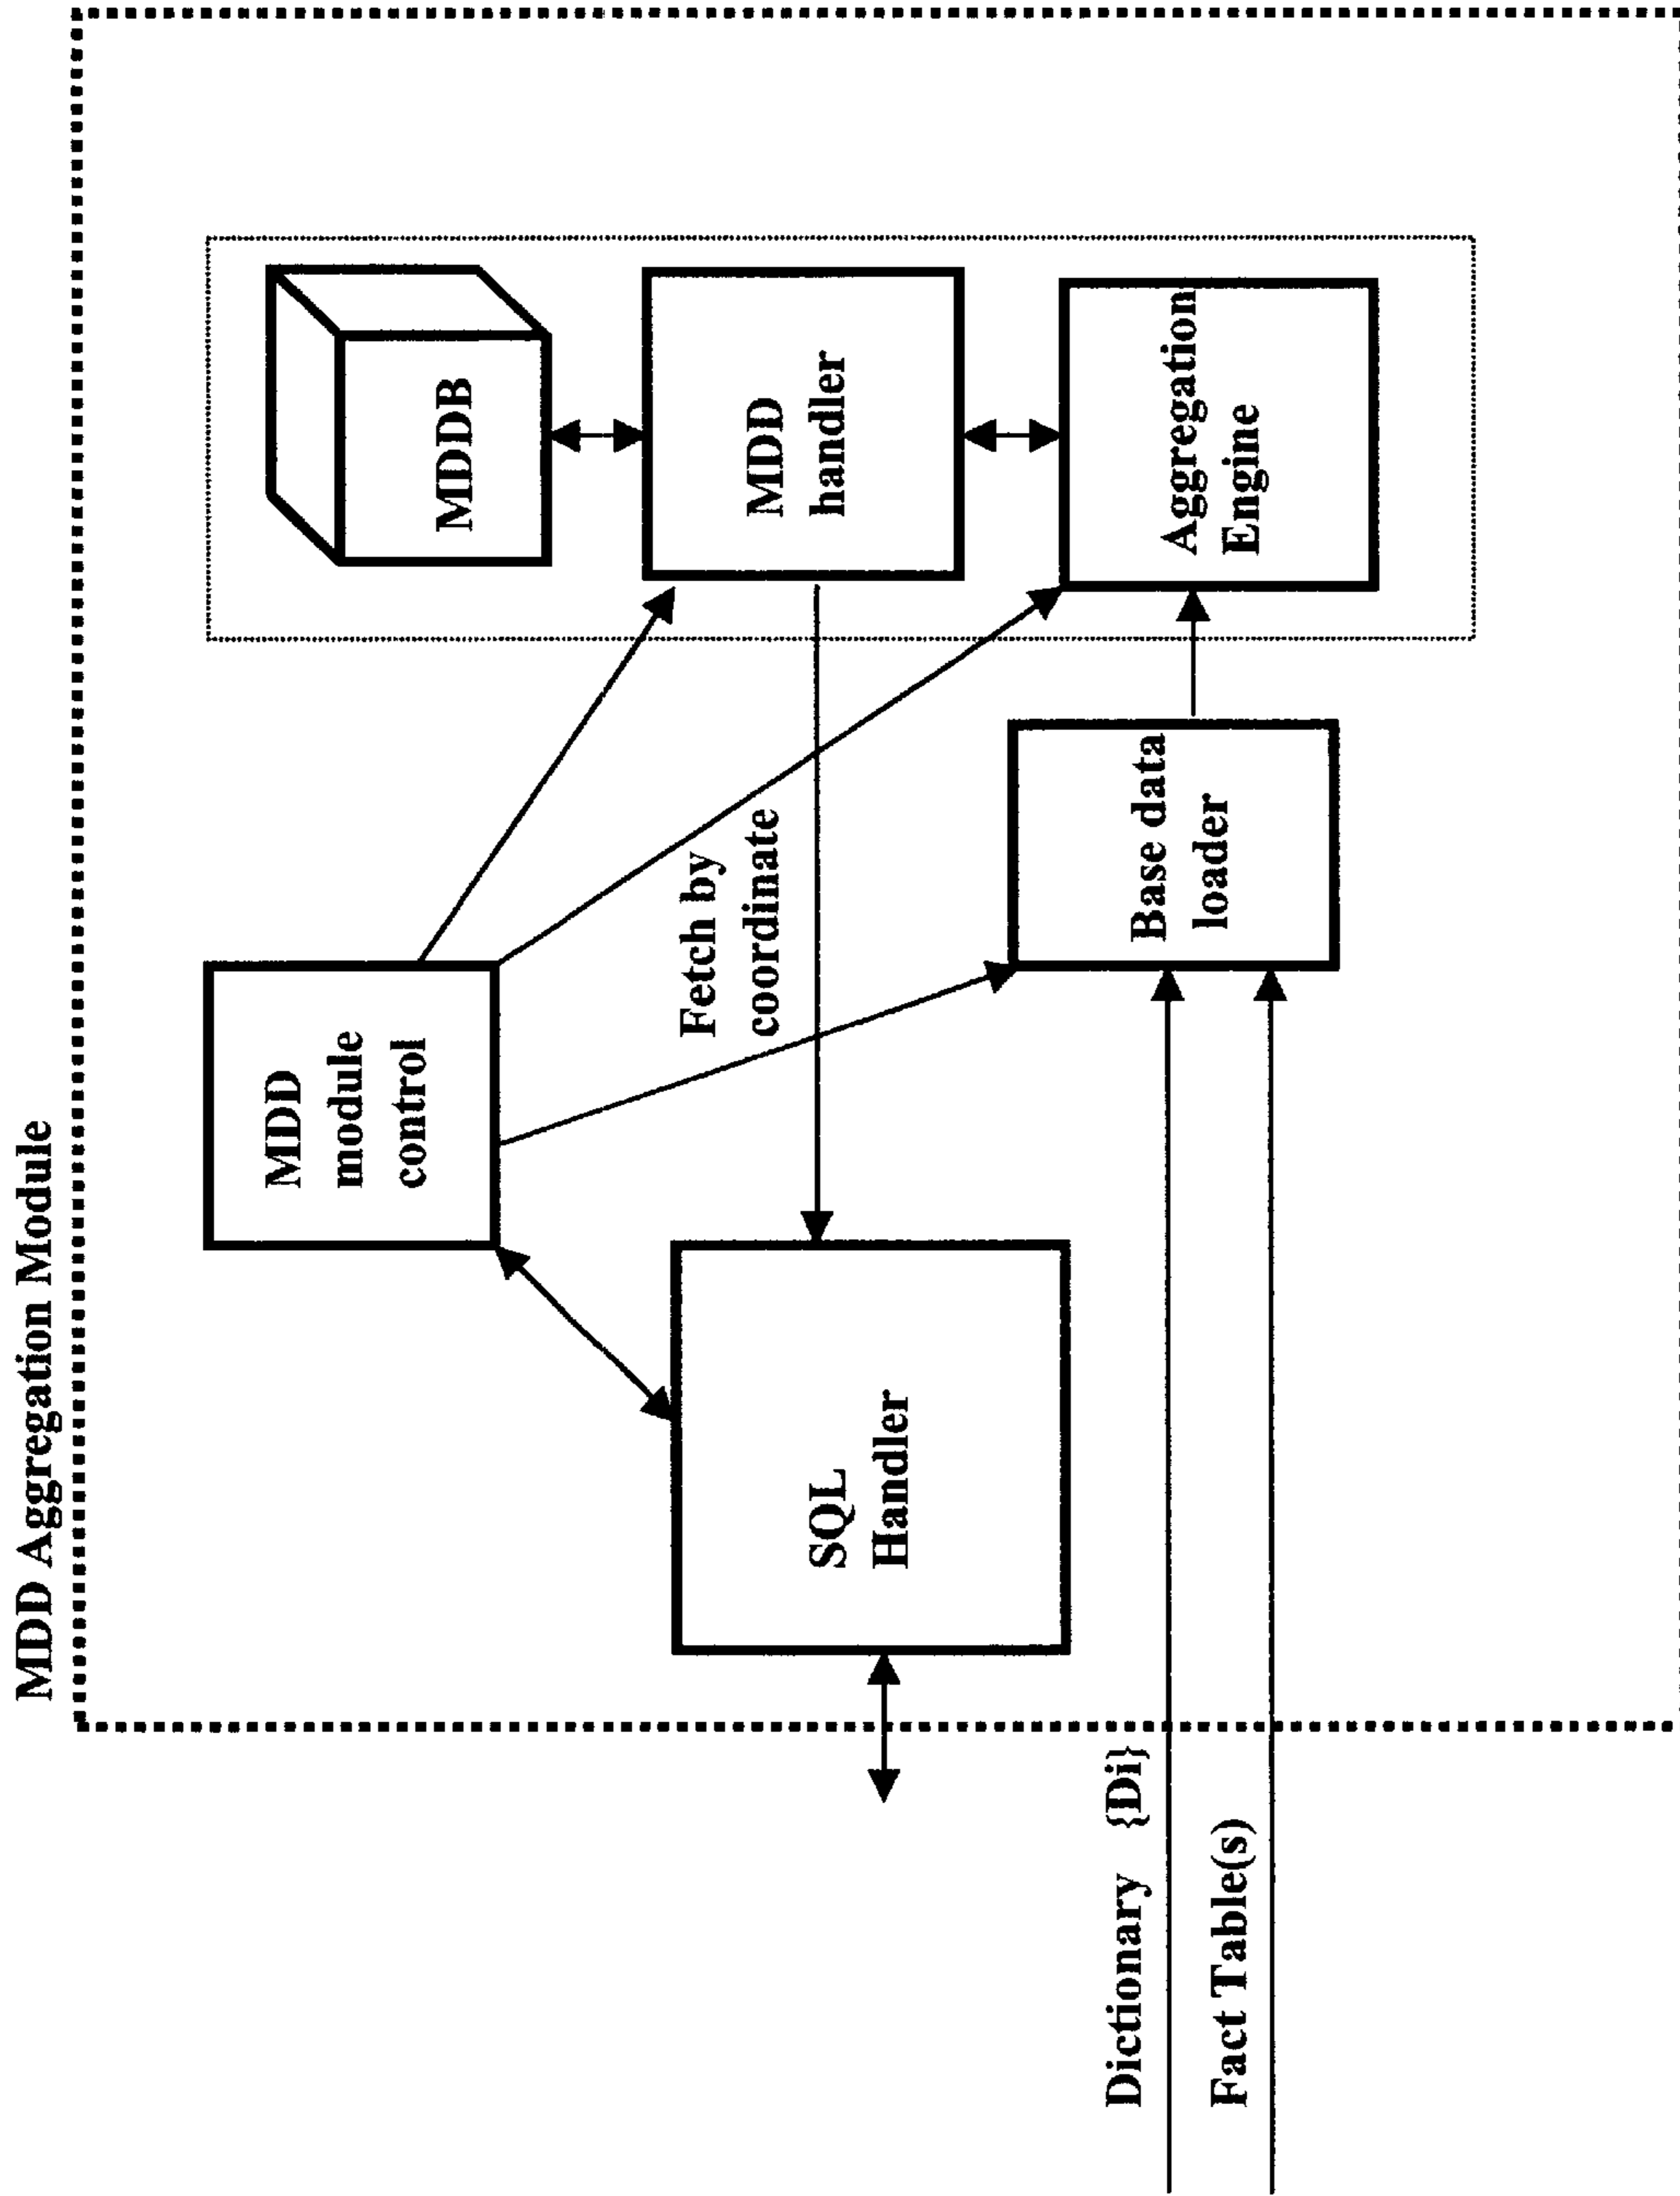 MDD Aggregation Module
MDD
module
control
MDDB
MDD
handler
Fetch by
coordinate
SQL
Handler
Base data
loader
Aggregation
Engine
Dictionary {Di}
Fact Table(s)